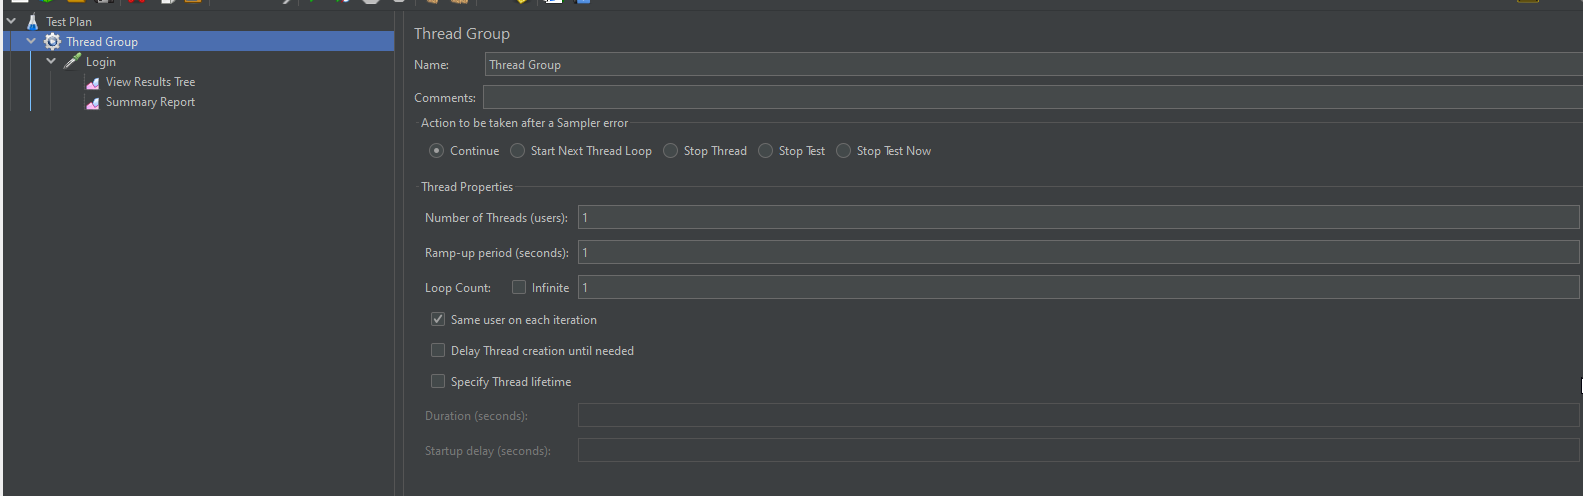 Test Plan
Thread Group
Login
View Results Tree
Summary Report
Thread Group
Name: Thread Group
Comments:
Action to be taken after a Sampler error
Continue Start Next Thread Loop Stop Thread Stop Test Stop Test Now
Thread Properties
Number of Threads (users): 1
Ramp-up period (seconds): 1
Loop Count: Infinite 1
Same user on each iteration
Delay Thread creation until needed
Specify Thread lifetime
Duration (seconds):
Startup delay (seconds):